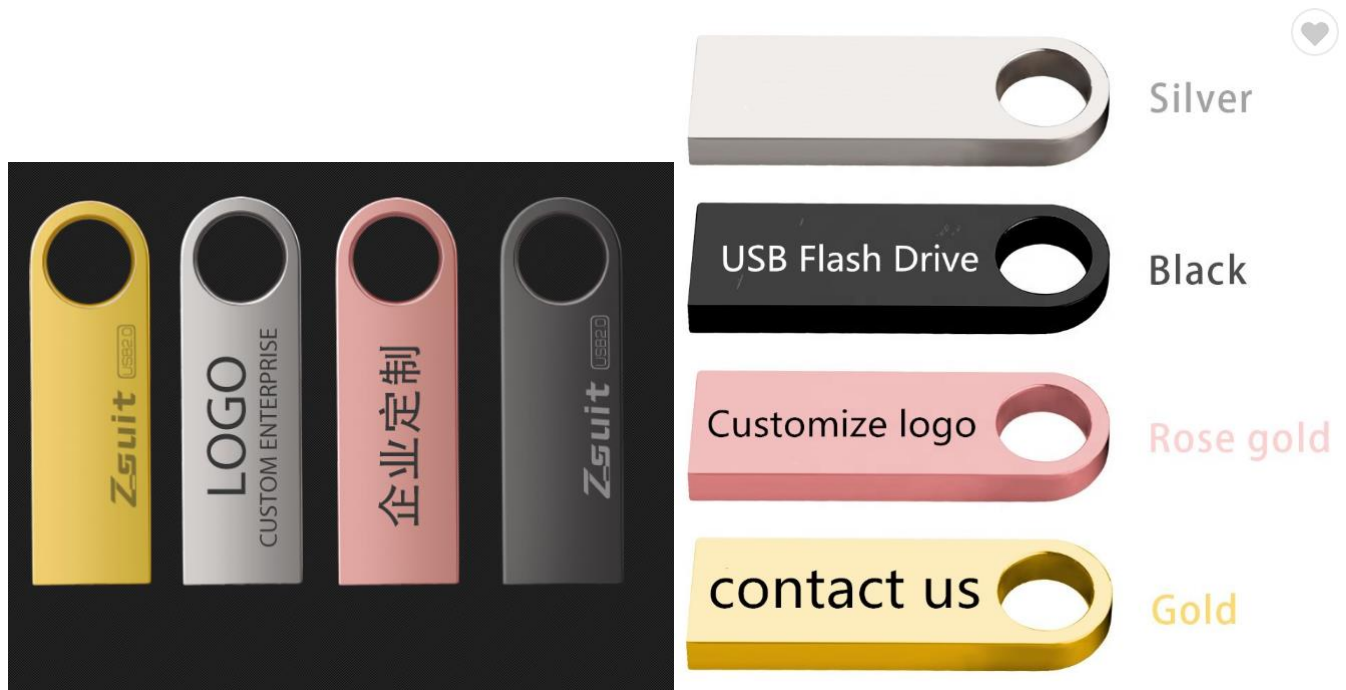 Zsuit USB2.0
LOGO
CUSTOM ENTERPRISE
企业定制
Zsuit USB2.0
Silver
USB Flash Drive
Black
Customize logo
Rose gold
contact us
Gold